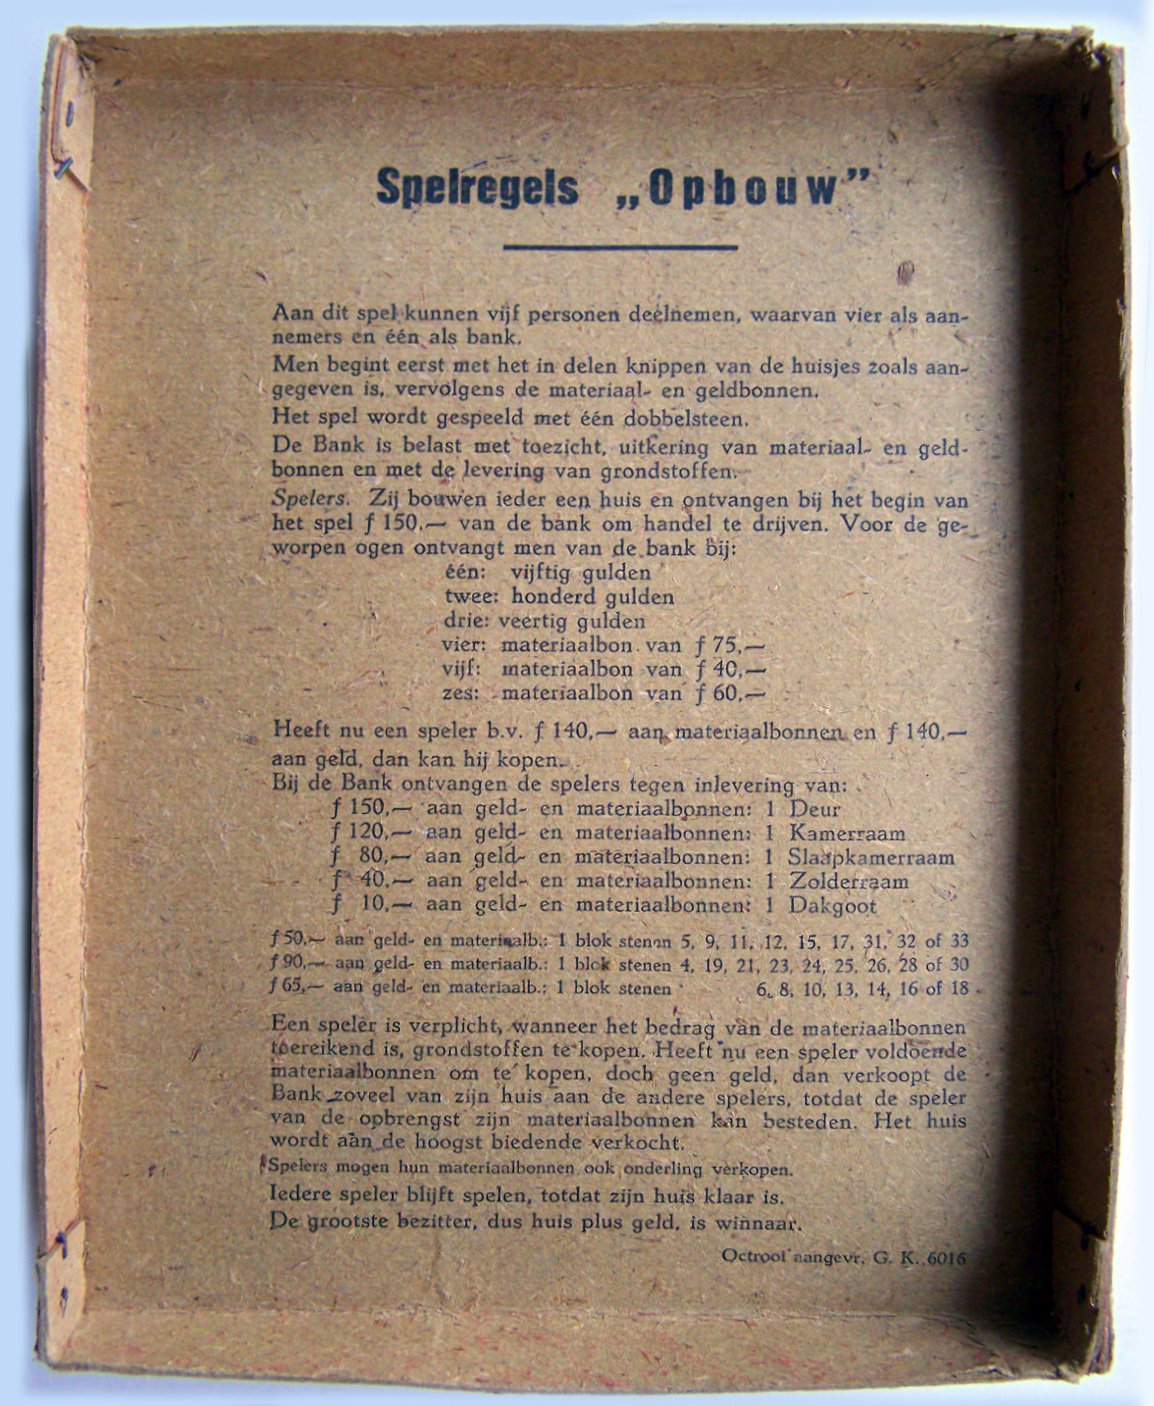 Spelregels „Opbouw”
Aan dit spel kunnen vijf personen deelnemen, waarvan vier als aan-
nemers en één als bank.
Men begint eerst met het in delen knippen van de huisjes zoals aan-
gegeven is, vervolgens de materiaal- en geldbonnen.
Het spel wordt gespeeld met één dobbelsteen.
De Bank is belast met toezicht, uitkering van materiaal- en geld-
bonnen en met de levering van grondstoffen.
Spelers. Zij bouwen ieder een huis en ontvangen bij het begin van
het spel ƒ 150,— van de bank om handel te drijven. Voor de ge-
worpen ogen ontvangt men van de bank bij:
één: vijftig gulden
twee: honderd gulden
drie: veertig gulden
vier: materiaalbon van ƒ 75,—
vijf: materiaalbon van ƒ 40,—
zes: materiaalbon van ƒ 60,—
Heeft nu een speler b.v. ƒ 140,— aan materiaalbonnen en ƒ 140,—
aan geld, dan kan hij kopen.
Bij de Bank ontvangen de spelers tegen inlevering van:
ƒ 150,— aan geld- en materiaalbonnen: 1 Deur
ƒ 120,— aan geld- en materiaalbonnen: 1 Kamerraam
ƒ 80,— aan geld- en materiaalbonnen: 1 Slaapkamerraam
ƒ 40,— aan geld- en materiaalbonnen: 1 Zolderraam
ƒ 10,— aan geld- en materiaalbonnen: 1 Dakgoot
ƒ 50,— aan geld- en materiaalb.: 1 blok stenen 5, 9, 11, 12, 15, 17, 31, 32 of 33
ƒ 90,— aan geld- en materiaalb.: 1 blok stenen 4, 19, 21, 23, 24, 25, 26, 28 of 30
ƒ 65,— aan geld- en materiaalb.: 1 blok stenen 6, 8, 10, 13, 14, 16 of 18
Een speler is verplicht, wanneer het bedrag van de materiaalbonnen
toereikend is, grondstoffen te kopen. Heeft nu een speler voldoende
materiaalbonnen om te kopen, doch geen geld, dan verkoopt de
Bank zoveel van zijn huis aan de andere spelers, totdat de speler
van de opbrengst zijn materiaalbonnen kan besteden. Het huis
wordt aan de hoogst biedende verkocht.
Spelers mogen hun materiaalbonnen ook onderling verkopen.
Iedere speler blijft spelen, totdat zijn huis klaar is.
De grootste bezitter, dus huis plus geld, is winnaar.
Octrooi aangevr. G. K. 6016